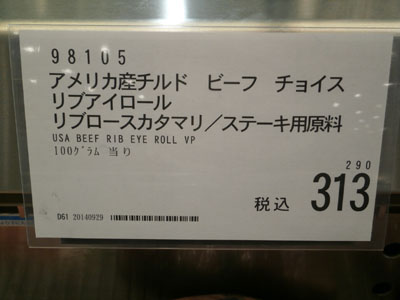 98105
アメリカ産チルド ビーフ チョイス
リブアイロール
リブロースカタマリ／ステーキ用原料
USA BEEF RIB EYE ROLL VP
100ｸﾞﾗﾑ 当り
290
税込 313
D61 20140929